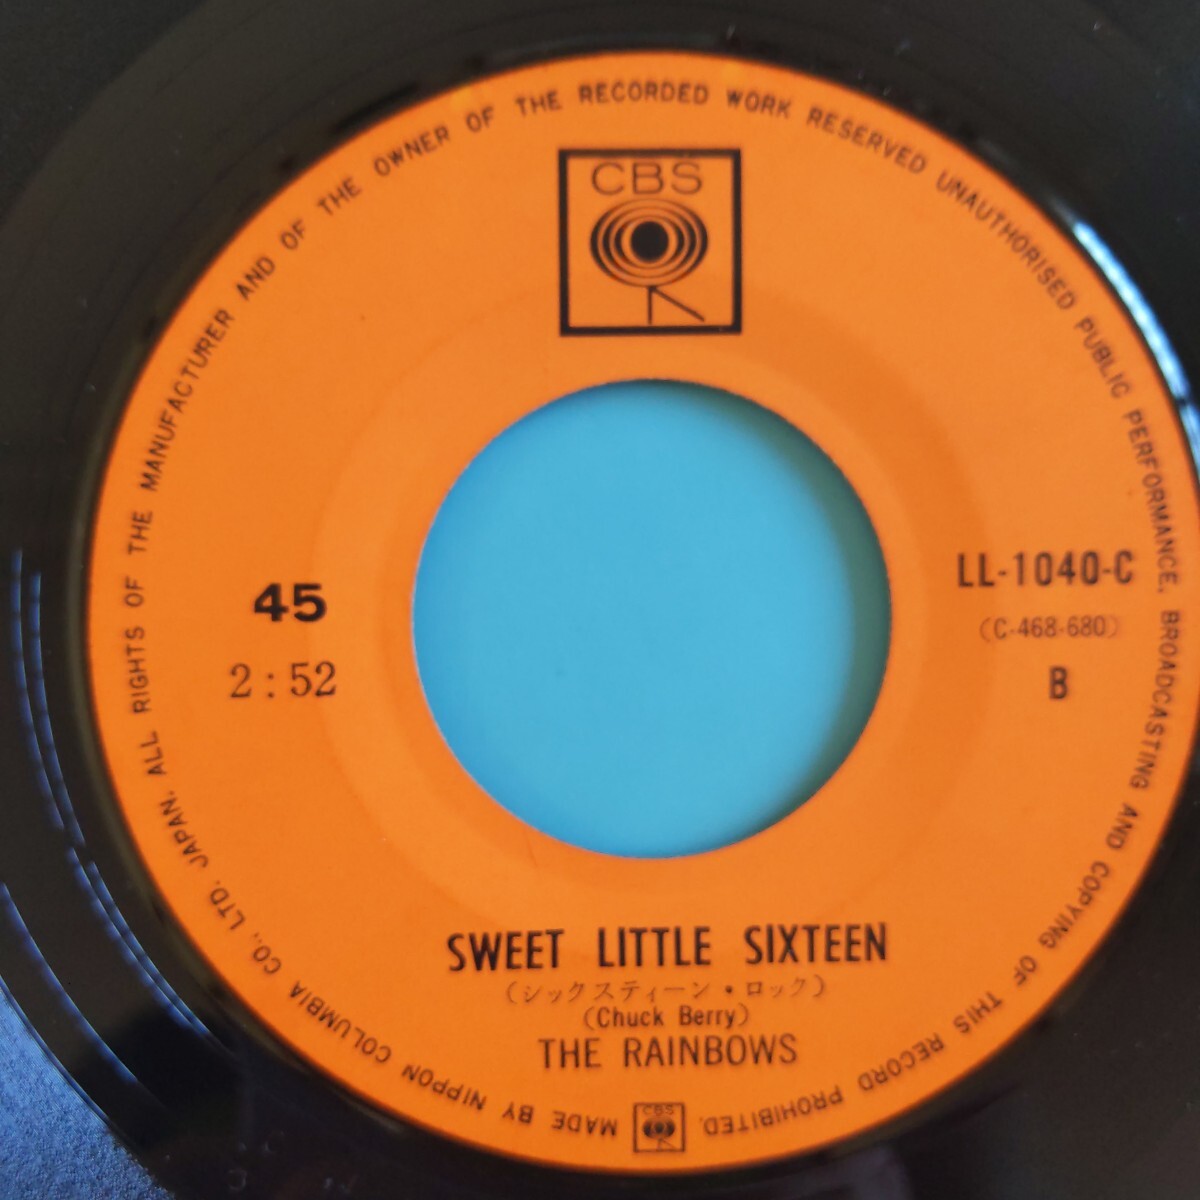 CBS
45
2:52
LL-1040-C
(C-468-680)
B
SWEET LITTLE SIXTEEN
(シックスティーン・ロック)
(Chuck Berry)
THE RAINBOWS
ALL RIGHTS OF THE MANUFACTURER AND OF THE OWNER OF THE RECORDED WORK RESERVED UNAUTHORISED PUBLIC PERFORMANCE, BROADCASTING AND COPYING OF THIS RECORD PROHIBITED. CBS MADE BY NIPPON COLUMBIA CO., LTD. JAPAN.